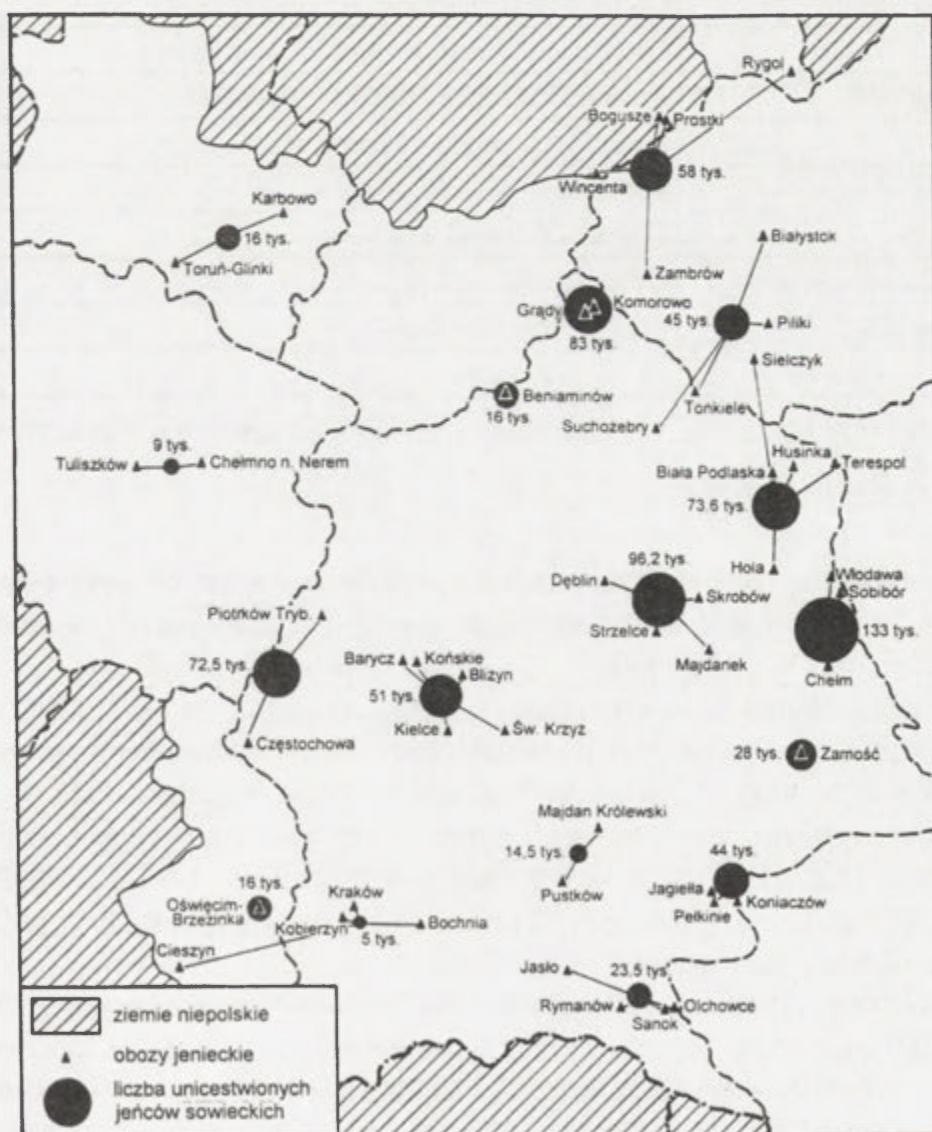 Rygol
Bogusze
Prostki
58 tys.
Wincenta
Karbowo
16 tys.
Toruń-Glinki
Zambrów
Białystok
Grądy
Komorowo
83 tys.
45 tys.
Piliki
Sielczyk
Beniaminów
16 tys.
Tonkiele
Suchożebry
9 tys.
Tuliszków
Chełmno n. Nerem
Husinka
Terespol
Biała Podlaska
73,6 tys.
96,2 tys.
Hola
Dęblin
Skrobów
Włodawa
Sobibór
Piotrków Tryb.
Strzelce
133 tys.
Majdanek
Chełm
72,5 tys.
Barycz
Końskie
Bliżyn
51 tys.
Kielce
Św. Krzyż
Częstochowa
28 tys.
Zamość
Majdan Królewski
14,5 tys.
Pustków
44 tys.
Jagiełła
Pełkinie
Koniaczów
16 tys.
Oświęcim-
Brzezinka
Kraków
Kobierzyn
5 tys.
Bochnia
Cieszyn
Jasło
23,5 tys.
Rymanów
Sanok
Olchowce
ziemie niepolskie
obozy jenieckie
liczba unicestwionych
jeńców sowieckich